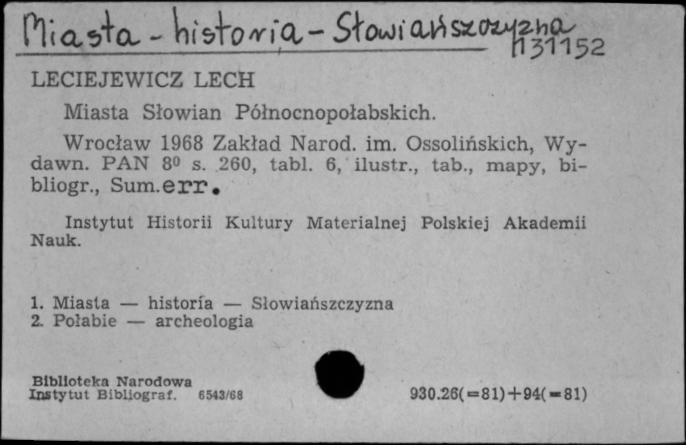 Miasta - historia - Słowiańszczyzna
M31152
LECIEJEWICZ LECH
Miasta Słowian Północnopołabskich.
Wrocław 1968 Zakład Narod. im. Ossolińskich, Wy-
dawn. PAN 8⁰ s. 260, tabl. 6, ilustr., tab., mapy, bi-
bliogr., Sum.err.
Instytut Historii Kultury Materialnej Polskiej Akademii
Nauk.
1. Miasta — historia — Słowiańszczyzna
2. Połabie — archeologia
Biblioteka Narodowa
Instytut Bibliograf. 6543/68
930.26(=81)+94(=81)